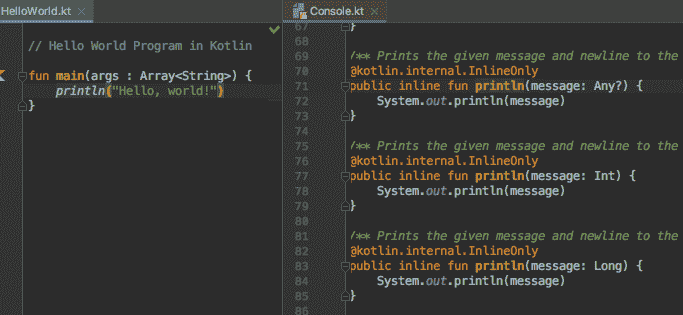 HelloWorld.kt
// Hello World Program in Kotlin
fun main(args : Array<String>) {
println("Hello, world!")
}
Console.kt
67 }
68
69 /** Prints the given message and newline to the
70 @kotlin.internal.InlineOnly
71 public inline fun println(message: Any?) {
72 System.out.println(message)
73 }
74
75 /** Prints the given message and newline to the
76 @kotlin.internal.InlineOnly
77 public inline fun println(message: Int) {
78 System.out.println(message)
79 }
80
81 /** Prints the given message and newline to the
82 @kotlin.internal.InlineOnly
83 public inline fun println(message: Long) {
84 System.out.println(message)
85 }
86